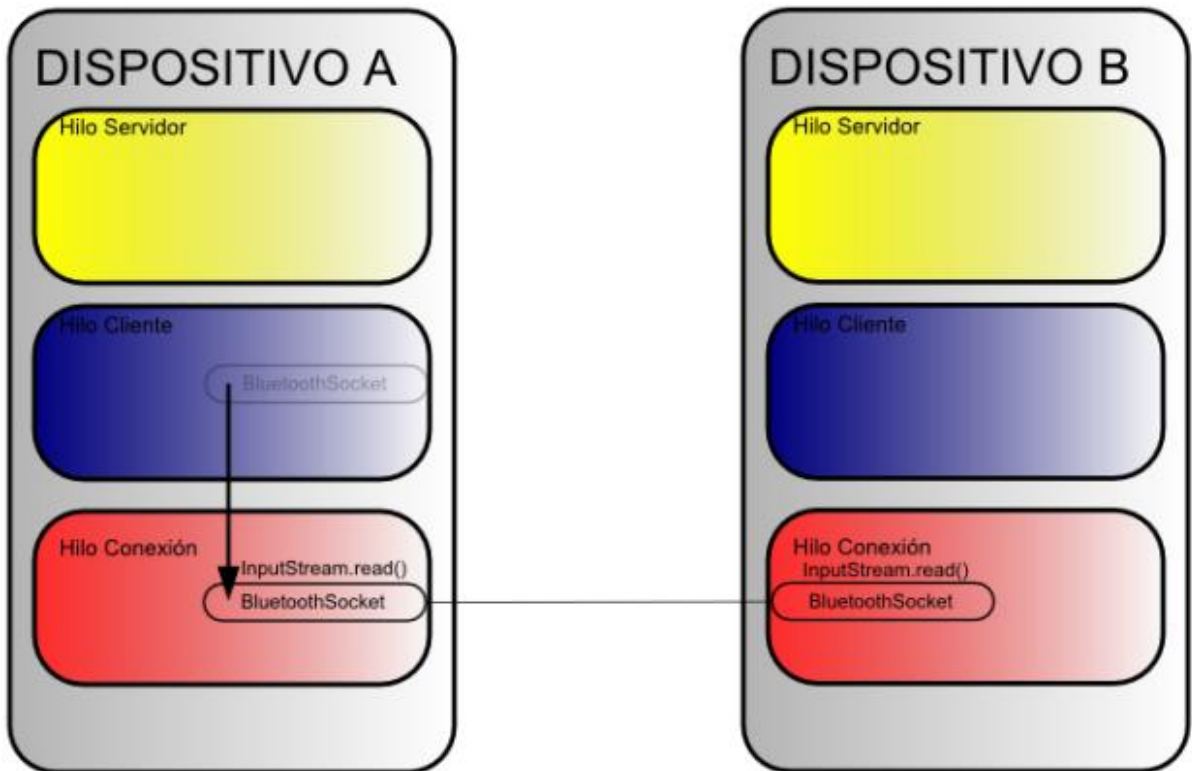 DISPOSITIVO A
Hilo Servidor
Hilo Cliente
BluetoothSocket
Hilo Conexión
InputStream.read()
BluetoothSocket
DISPOSITIVO B
Hilo Servidor
Hilo Cliente
Hilo Conexión
InputStream.read()
BluetoothSocket